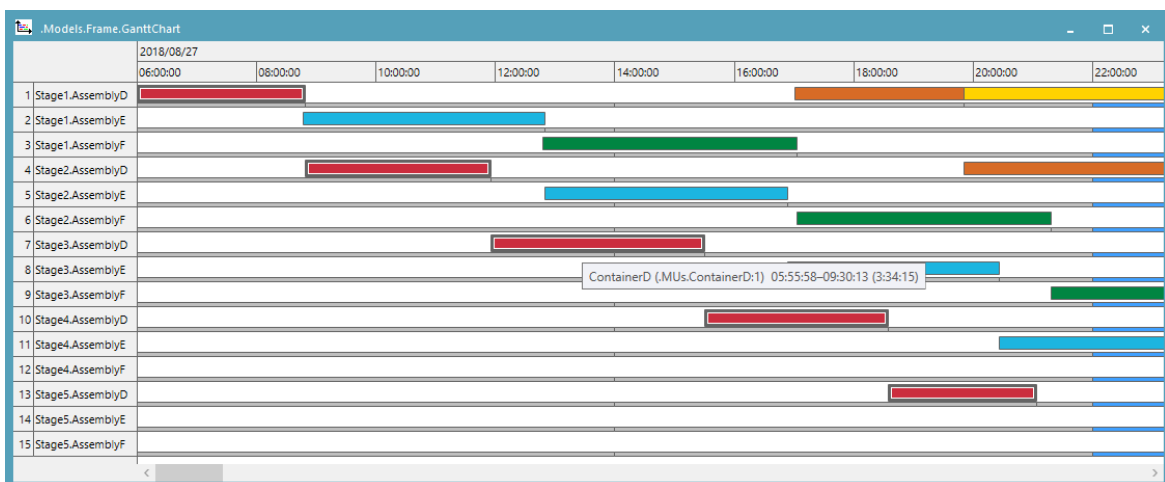 .Models.Frame.GanttChart
2018/08/27
06:00:00 08:00:00 10:00:00 12:00:00 14:00:00 16:00:00 18:00:00 20:00:00 22:00:00
1 Stage1.AssemblyD
2 Stage1.AssemblyE
3 Stage1.AssemblyF
4 Stage2.AssemblyD
5 Stage2.AssemblyE
6 Stage2.AssemblyF
7 Stage3.AssemblyD
8 Stage3.AssemblyE
ContainerD (.MUs.ContainerD:1) 05:55:58–09:30:13 (3:34:15)
9 Stage3.AssemblyF
10 Stage4.AssemblyD
11 Stage4.AssemblyE
12 Stage4.AssemblyF
13 Stage5.AssemblyD
14 Stage5.AssemblyE
15 Stage5.AssemblyF